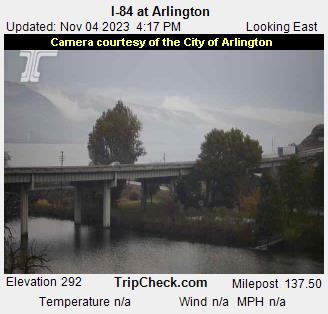 I-84 at Arlington
Updated: Nov 04 2023 4:17 PM Looking East
Camera courtesy of the City of Arlington
Elevation 292 TripCheck.com Milepost 137.50
Temperature n/a Wind n/a MPH n/a